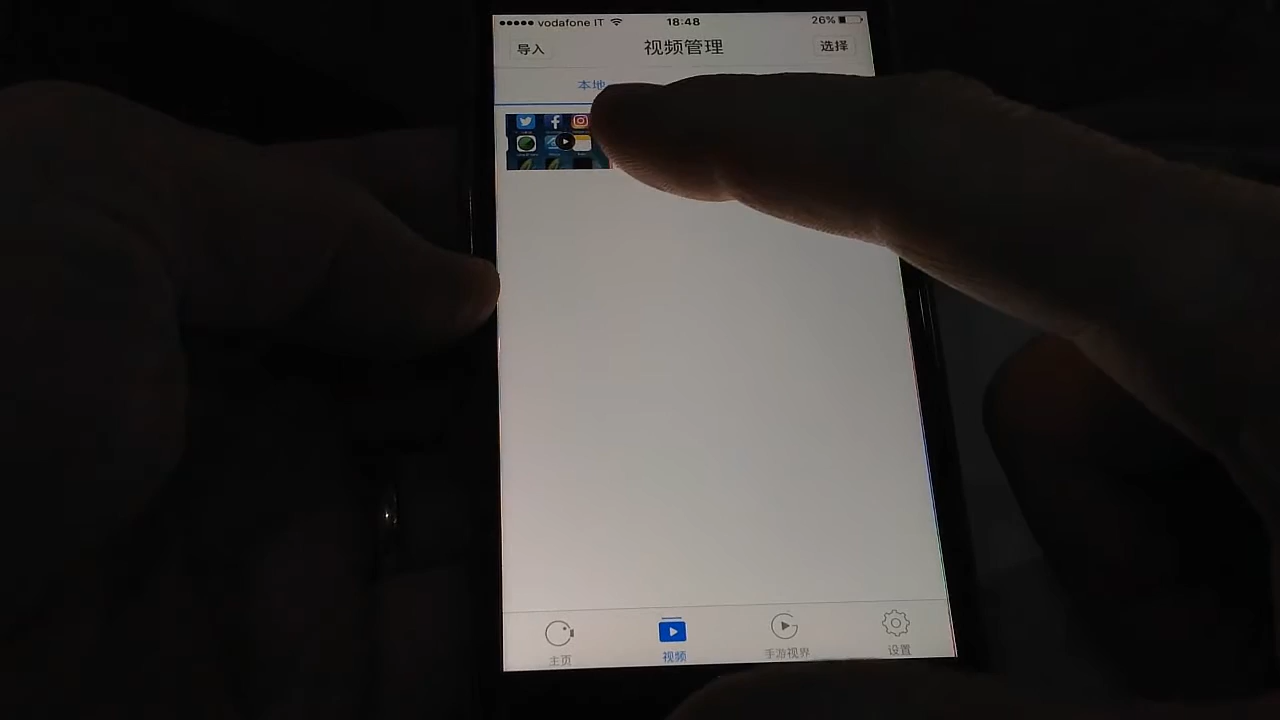 vodafone IT 18:48 26%
导入 视频管理 选择
本地
主页 视频 手游视界 设置